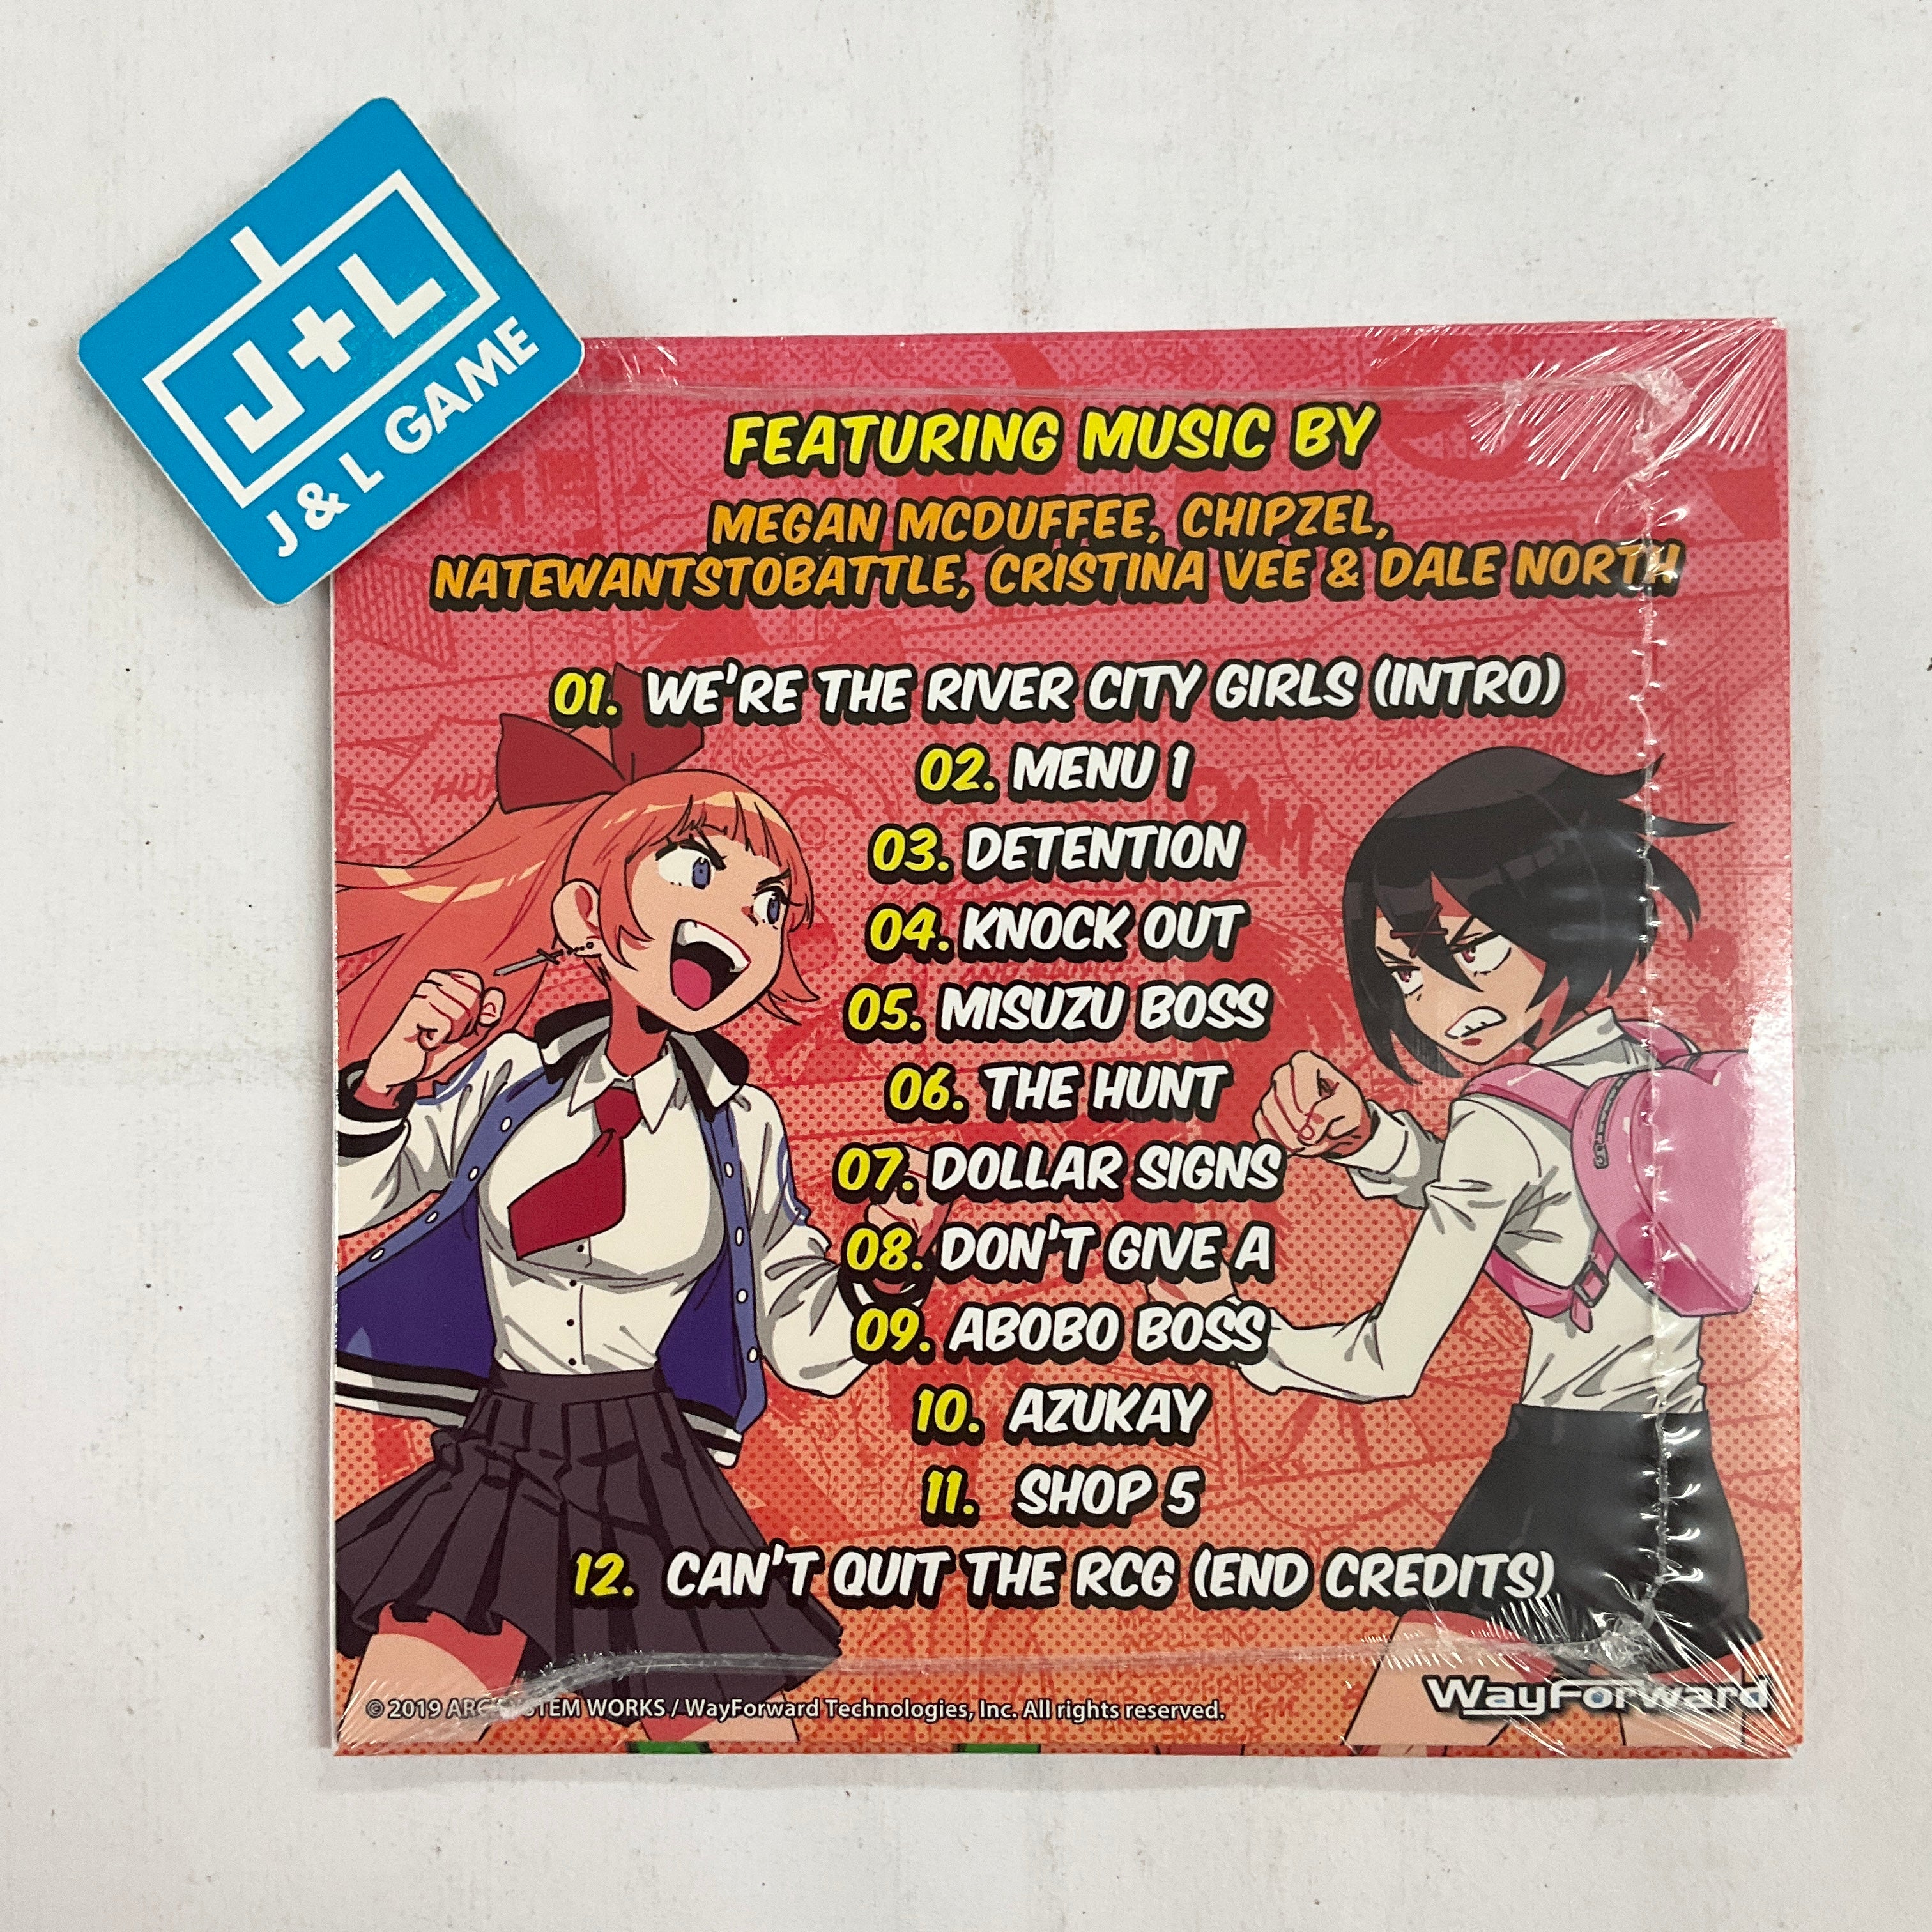 J+L
J & L GAME
FEATURING MUSIC BY
MEGAN MCDUFFEE, CHIPZEL,
NATEWANTSTOBATTLE, CRISTINA VEE & DALE NORTH
01. WE'RE THE RIVER CITY GIRLS (INTRO)
02. MENU 1
03. DETENTION
04. KNOCK OUT
05. MISUZU BOSS
06. THE HUNT
07. DOLLAR SIGNS
08. DON'T GIVE A
09. ABOBO BOSS
10. AZUKAY
11. SHOP 5
12. CAN'T QUIT THE RCG (END CREDITS)
© 2019 ARC SYSTEM WORKS / WayForward Technologies, Inc. All rights reserved.
WayForward